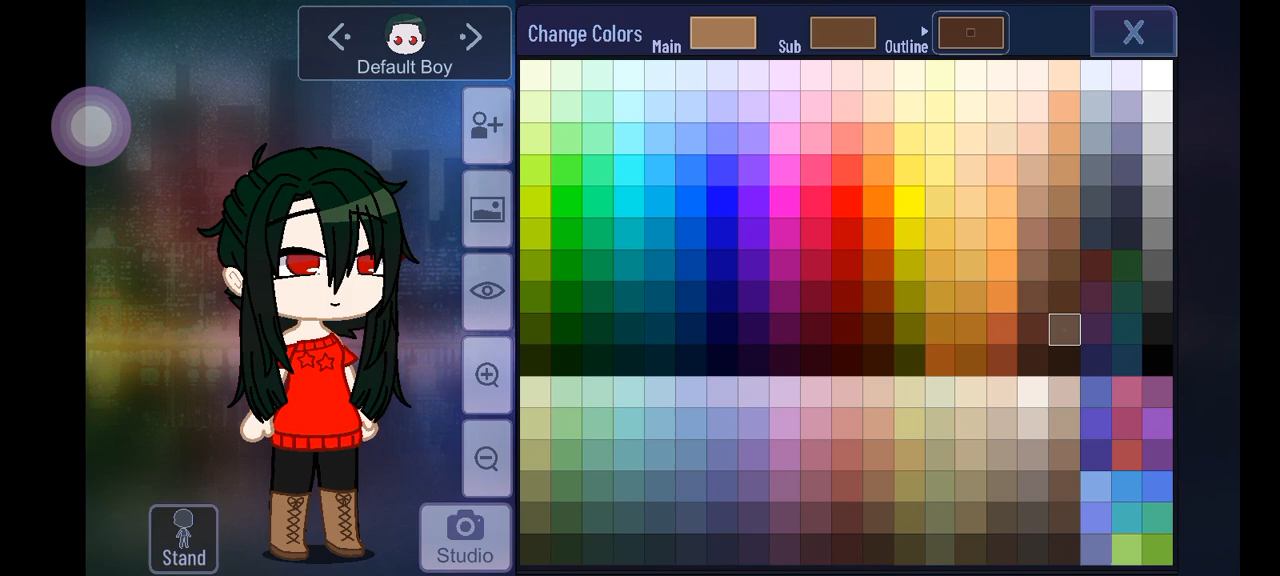 Default Boy
Change Colors
Main
Sub
Outline
X
Stand
Studio